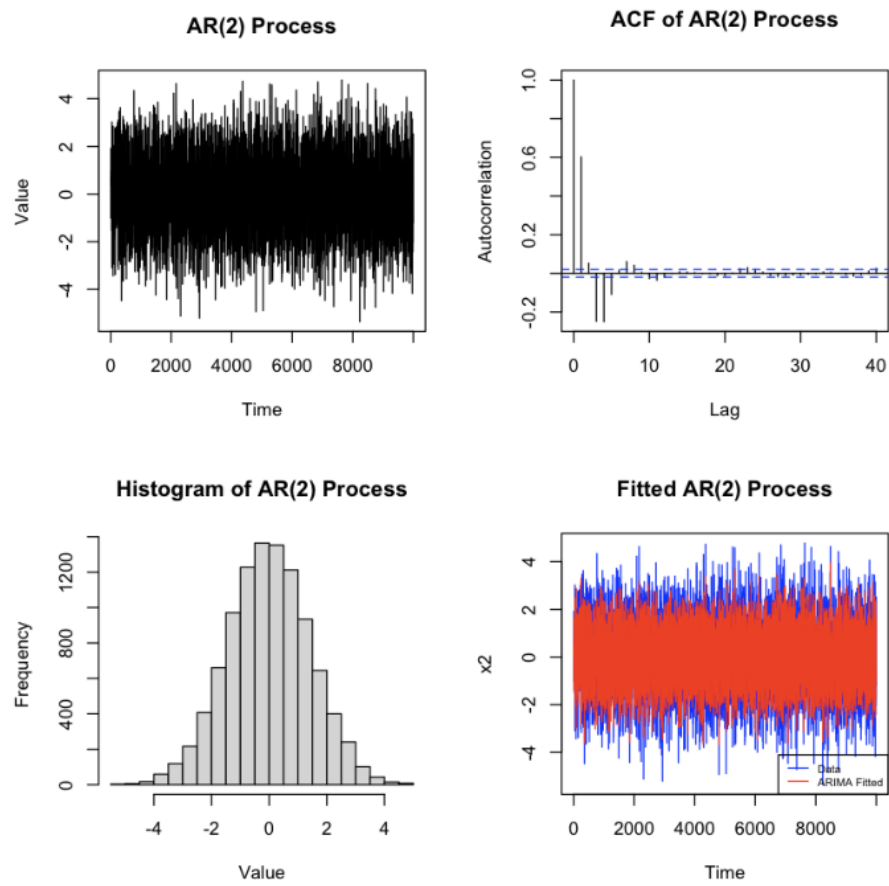 AR(2) Process
Value
4
2
0
-2
-4
0 2000 4000 6000 8000
Time
ACF of AR(2) Process
Autocorrelation
1.0
0.6
0.2
-0.2
0 10 20 30 40
Lag
Histogram of AR(2) Process
Frequency
1200
800
400
0
-4 -2 0 2 4
Value
Fitted AR(2) Process
x2
4
2
0
-2
-4
Data
ARIMA Fitted
0 2000 4000 6000 8000
Time